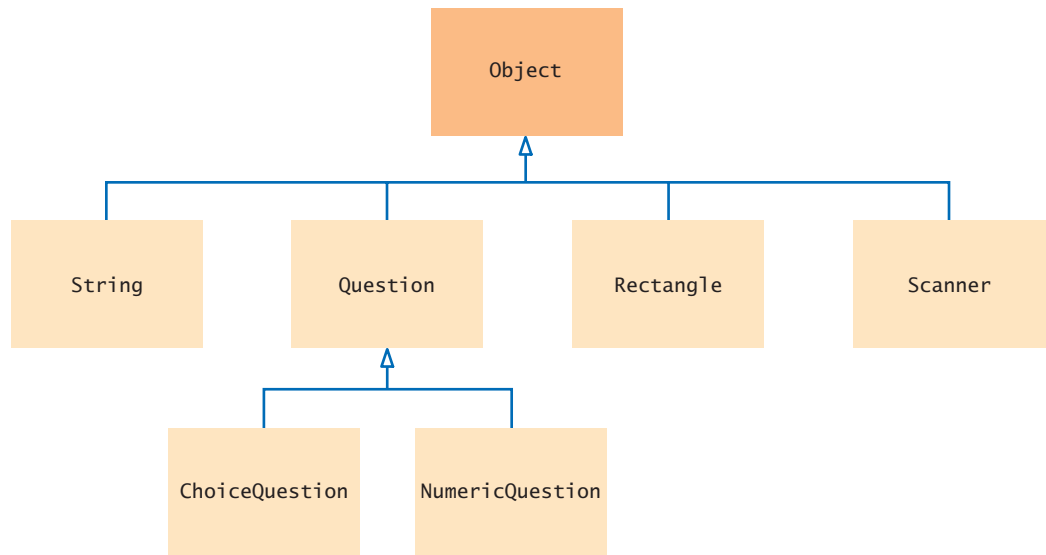 Object
String
Question
Rectangle
Scanner
ChoiceQuestion
NumericQuestion